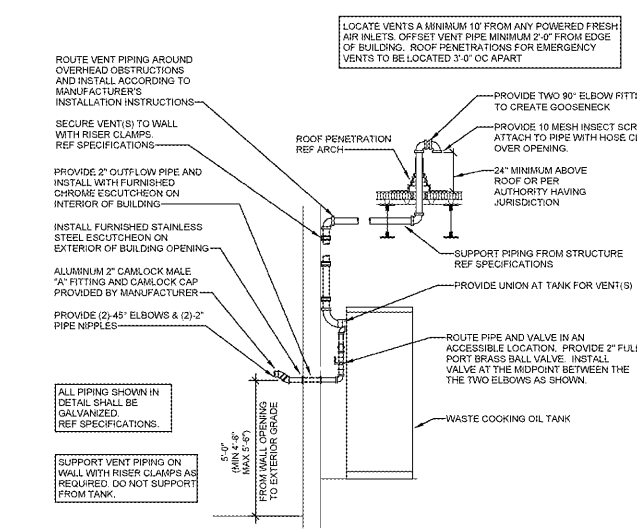 LOCATE VENTS A MINIMUM 10' FROM ANY POWERED FRESH
AIR INLETS. OFFSET VENT PIPE MINIMUM 2'-0" FROM EDGE
OF BUILDING. ROOF PENETRATIONS FOR EMERGENCY
VENTS TO BE LOCATED 3'-0" OC APART
ROUTE VENT PIPING AROUND
OVERHEAD OBSTRUCTIONS
AND INSTALL ACCORDING TO
MANUFACTURER'S
INSTALLATION INSTRUCTIONS
SECURE VENT(S) TO WALL
WITH RISER CLAMPS.
REF SPECIFICATIONS
PROVIDE 2" OUTFLOW PIPE AND
INSTALL WITH FURNISHED
CHROME ESCUTCHEON ON
INTERIOR OF BUILDING
INSTALL FURNISHED STAINLESS
STEEL ESCUTCHEON ON
EXTERIOR OF BUILDING OPENING
ALUMINUM 2" CAMLOCK MALE
"A" FITTING AND CAMLOCK CAP
PROVIDED BY MANUFACTURER
PROVIDE (2)-45° ELBOWS & (2)-2"
PIPE NIPPLES
ALL PIPING SHOWN IN
DETAIL SHALL BE
GALVANIZED.
REF SPECIFICATIONS.
SUPPORT VENT PIPING ON
WALL WITH RISER CLAMPS AS
REQUIRED. DO NOT SUPPORT
FROM TANK.
5'-0"
(MIN 4'-6"
MAX 5'-6")
FROM WALL OPENING
TO EXTERIOR GRADE
ROOF PENETRATION
REF ARCH
PROVIDE TWO 90° ELBOW FITT
TO CREATE GOOSENECK
PROVIDE 10 MESH INSECT SCR
ATTACH TO PIPE WITH HOSE CL
OVER OPENING.
24" MINIMUM ABOVE
ROOF OR PER
AUTHORITY HAVING
JURISDICTION
SUPPORT PIPING FROM STRUCTURE
REF SPECIFICATIONS
PROVIDE UNION AT TANK FOR VENT(S)
ROUTE PIPE AND VALVE IN AN
ACCESSIBLE LOCATION. PROVIDE 2" FULL
PORT BRASS BALL VALVE. INSTALL
VALVE AT THE MIDPOINT BETWEEN THE
THE TWO ELBOWS AS SHOWN.
WASTE COOKING OIL TANK